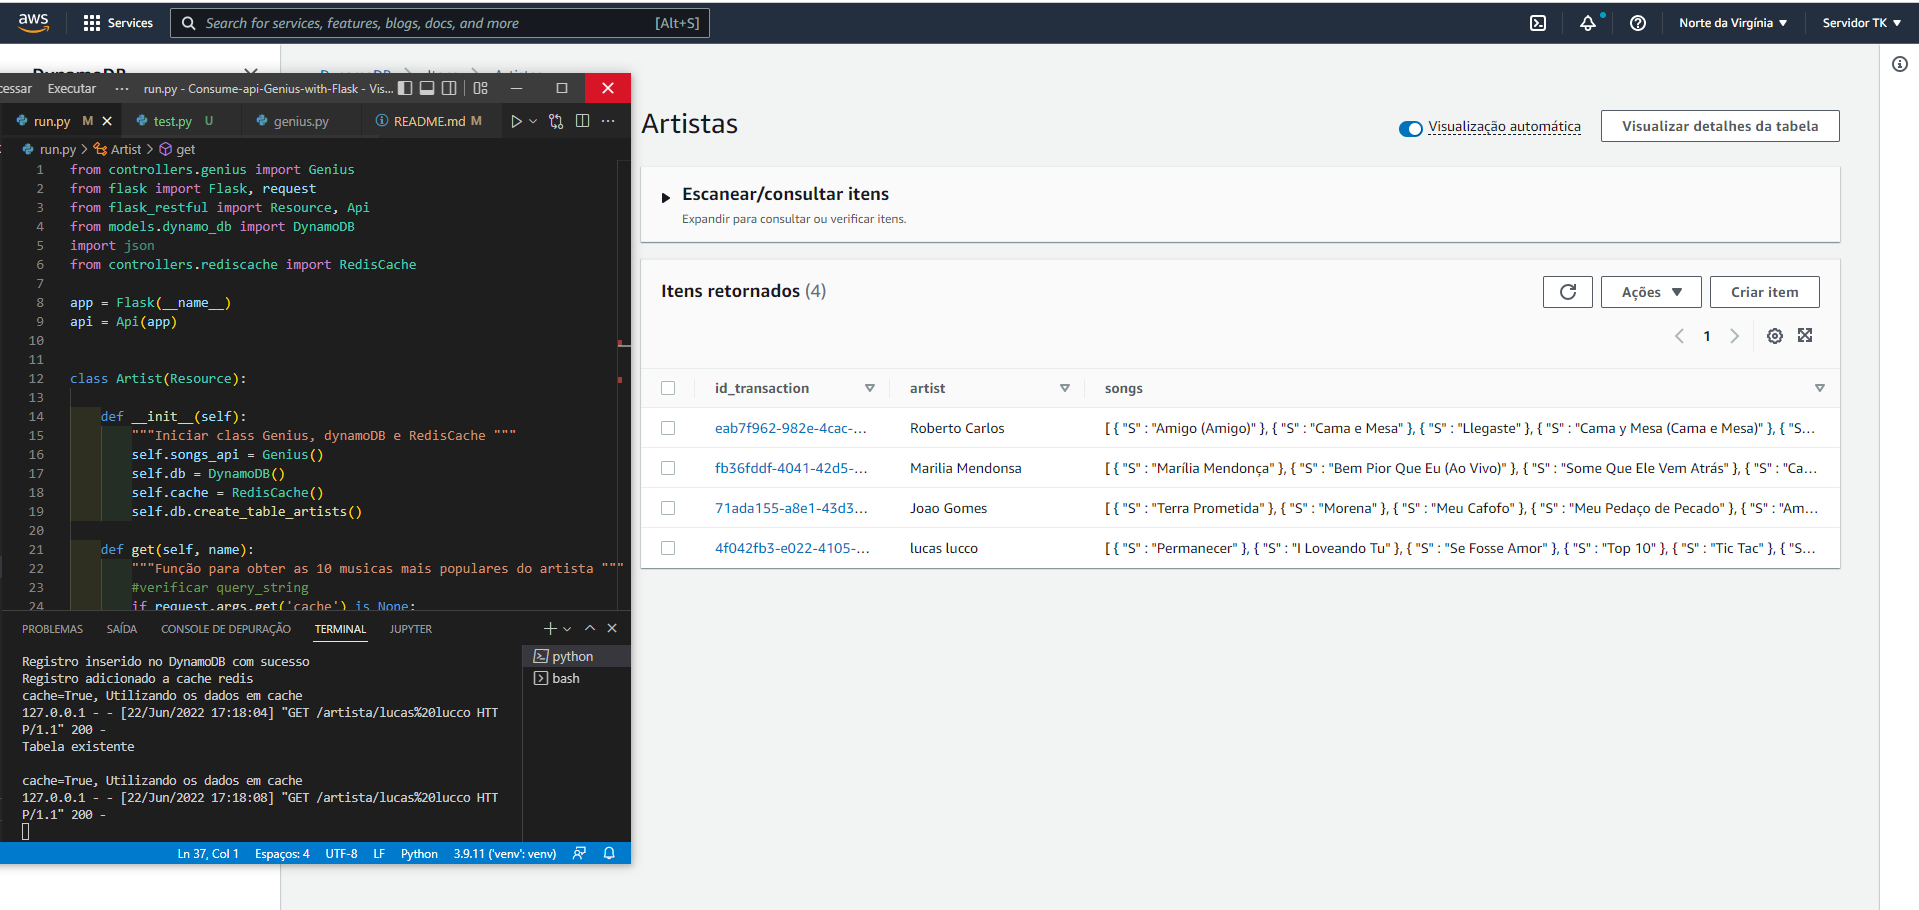 aws
Services
Search for services, features, blogs, docs, and more
[Alt+S]
Norte da Virgínia
Servidor TK
DynamoDB
Artistas
Executar
run.py - Consume-api-Genius-with-Flask - Vis...
run.py M
test.py U
genius.py
README.md M
run.py > Artist > get
1 from controllers.genius import Genius
2 from flask import Flask, request
3 from flask_restful import Resource, Api
4 from models.dynamo_db import DynamoDB
5 import json
6 from controllers.rediscache import RedisCache
7
8 app = Flask(__name__)
9 api = Api(app)
10
11
12 class Artist(Resource):
13
14 def __init__(self):
15 """Iniciar class Genius, dynamoDB e RedisCache """
16 self.songs_api = Genius()
17 self.db = DynamoDB()
18 self.cache = RedisCache()
19 self.db.create_table_artists()
20
21 def get(self, name):
22 """Função para obter as 10 musicas mais populares do artista """
23 #verificar query_string
24 if request.args.get('cache') is None:
PROBLEMAS
SAÍDA
CONSOLE DE DEPURAÇÃO
TERMINAL
JUPYTER
Registro inserido no DynamoDB com sucesso
Registro adicionado a cache redis
cache=True, Utilizando os dados em cache
127.0.0.1 - - [22/Jun/2022 17:18:04] "GET /artista/lucas%20lucco HTT
P/1.1" 200 -
Tabela existente
cache=True, Utilizando os dados em cache
127.0.0.1 - - [22/Jun/2022 17:18:08] "GET /artista/lucas%20lucco HTT
P/1.1" 200 -
python
bash
Ln 37, Col 1
Espaços: 4
UTF-8
LF
Python
3.9.11 ('venv': venv)
Artistas
Visualização automática
Visualizar detalhes da tabela
Escanear/consultar itens
Expandir para consultar ou verificar itens.
Itens retornados (4)
Ações
Criar item
1
id_transaction
artist
songs
eab7f962-982e-4cac-...
Roberto Carlos
[ { "S" : "Amigo (Amigo)" }, { "S" : "Cama e Mesa" }, { "S" : "Llegaste" }, { "S" : "Cama y Mesa (Cama e Mesa)" }, { "S...
fb36fddf-4041-42d5-...
Marilia Mendonsa
[ { "S" : "Marília Mendonça" }, { "S" : "Bem Pior Que Eu (Ao Vivo)" }, { "S" : "Some Que Ele Vem Atrás" }, { "S" : "Ca...
71ada155-a8e1-43d3...
Joao Gomes
[ { "S" : "Terra Prometida" }, { "S" : "Morena" }, { "S" : "Meu Cafofo" }, { "S" : "Meu Pedaço de Pecado" }, { "S" : "Am...
4f042fb3-e022-4105-...
lucas lucco
[ { "S" : "Permanecer" }, { "S" : "I Loveando Tu" }, { "S" : "Se Fosse Amor" }, { "S" : "Top 10" }, { "S" : "Tic Tac" }, { "S...